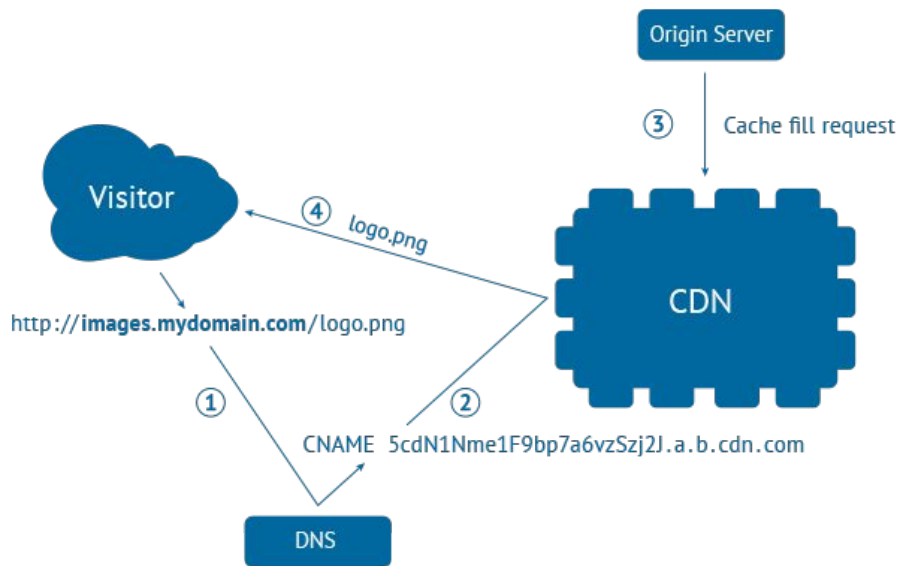 Origin Server
③ Cache fill request
Visitor
④ logo.png
CDN
http://images.mydomain.com/logo.png
①
②
CNAME 5cdN1Nme1F9bp7a6vzSzj2J.a.b.cdn.com
DNS